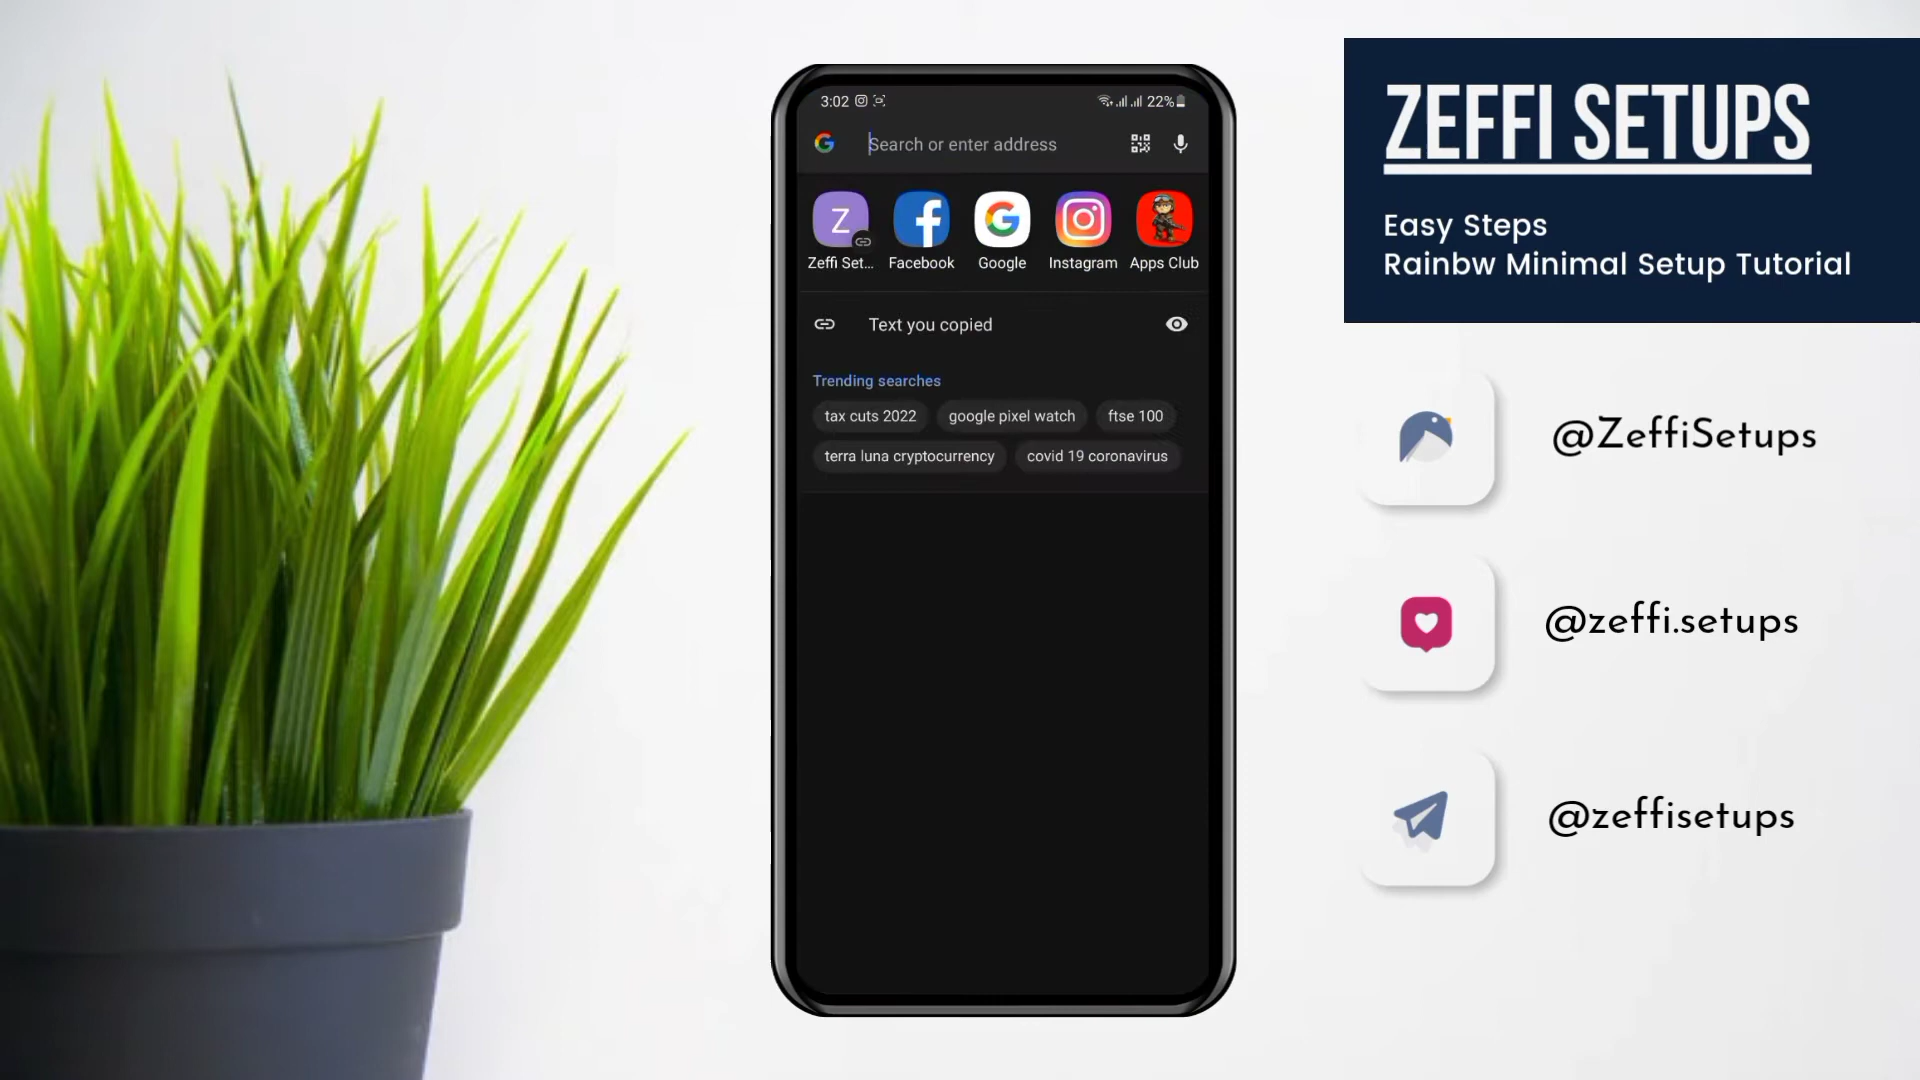 3:02
22%
Search or enter address
Z
Zeffi Set...
Facebook
Google
Instagram
Apps Club
Text you copied
Trending searches
tax cuts 2022
google pixel watch
ftse 100
terra luna cryptocurrency
covid 19 coronavirus
ZEFFI SETUPS
Easy Steps
Rainbw Minimal Setup Tutorial
@ZeffiSetups
@zeffi.setups
@zeffisetups